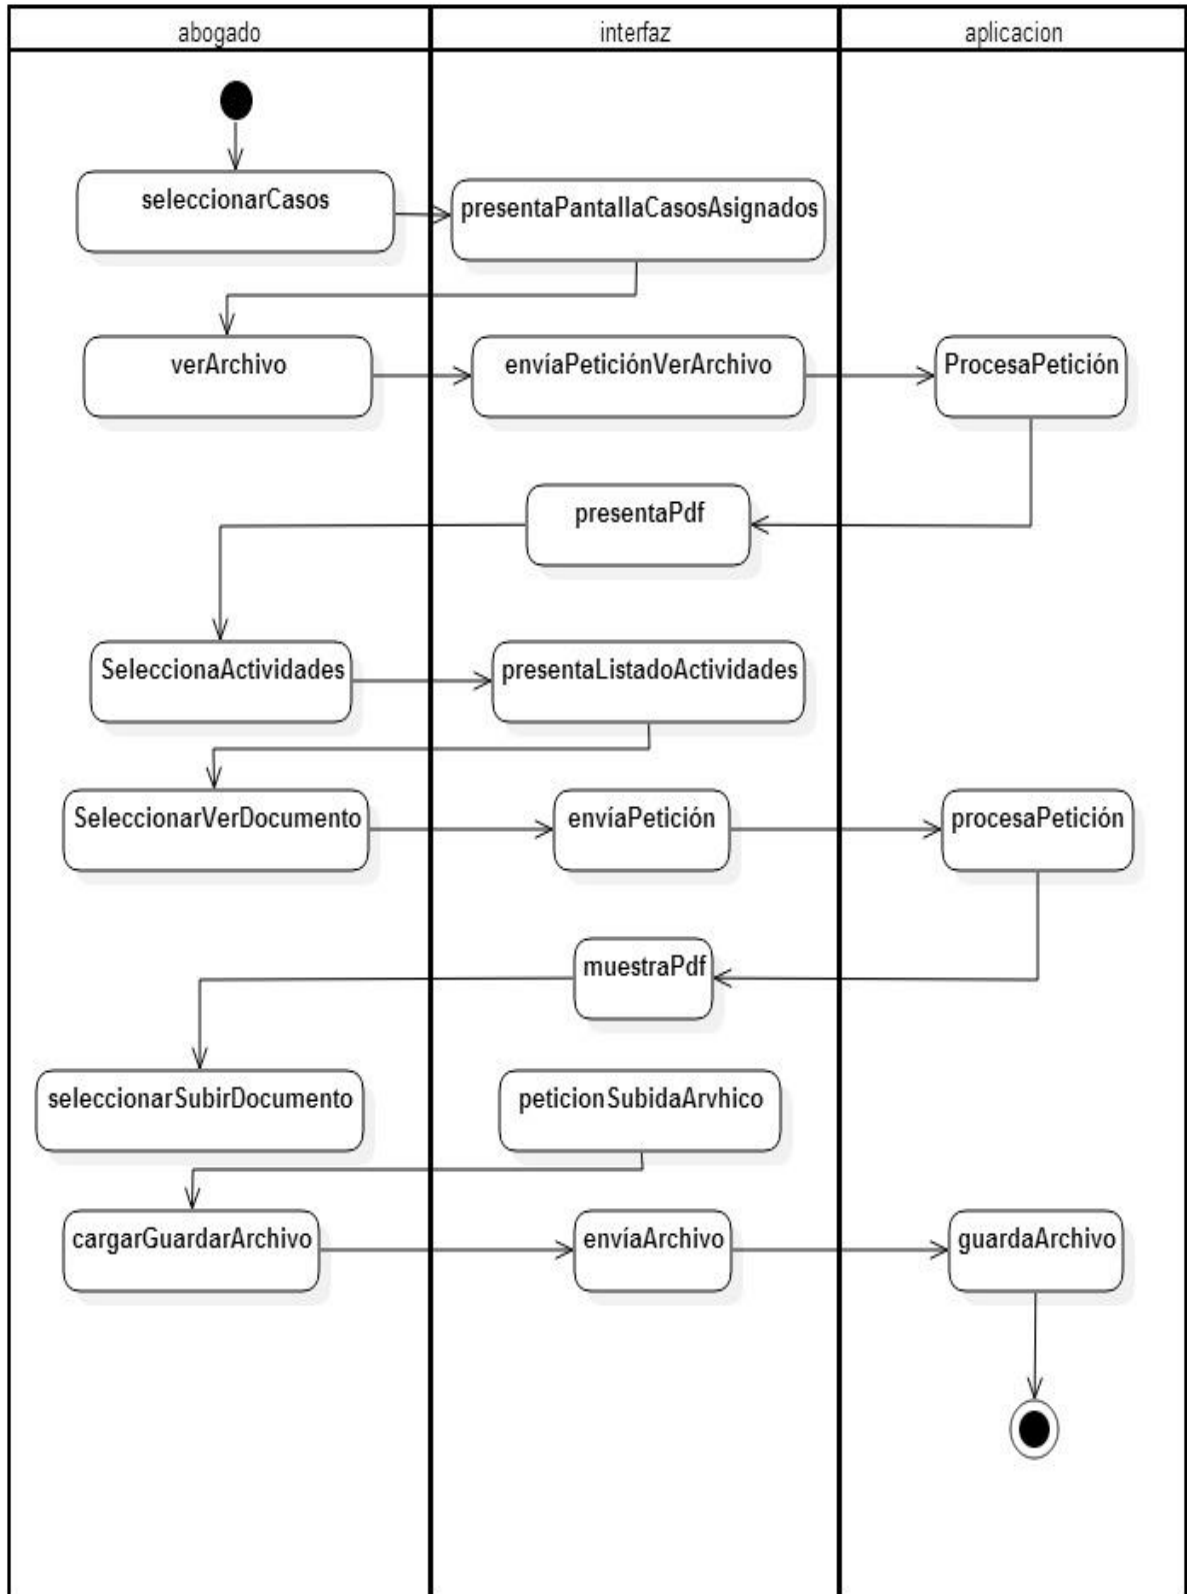 abogado
interfaz
aplicacion
seleccionarCasos
presentaPantallaCasosAsignados
verArchivo
envíaPeticiónVerArchivo
ProcesaPetición
presentaPdf
SeleccionaActividades
presentaListadoActividades
SeleccionarVerDocumento
envíaPetición
procesaPetición
muestraPdf
seleccionarSubirDocumento
peticionSubidaArvhico
cargarGuardarArchivo
envíaArchivo
guardaArchivo